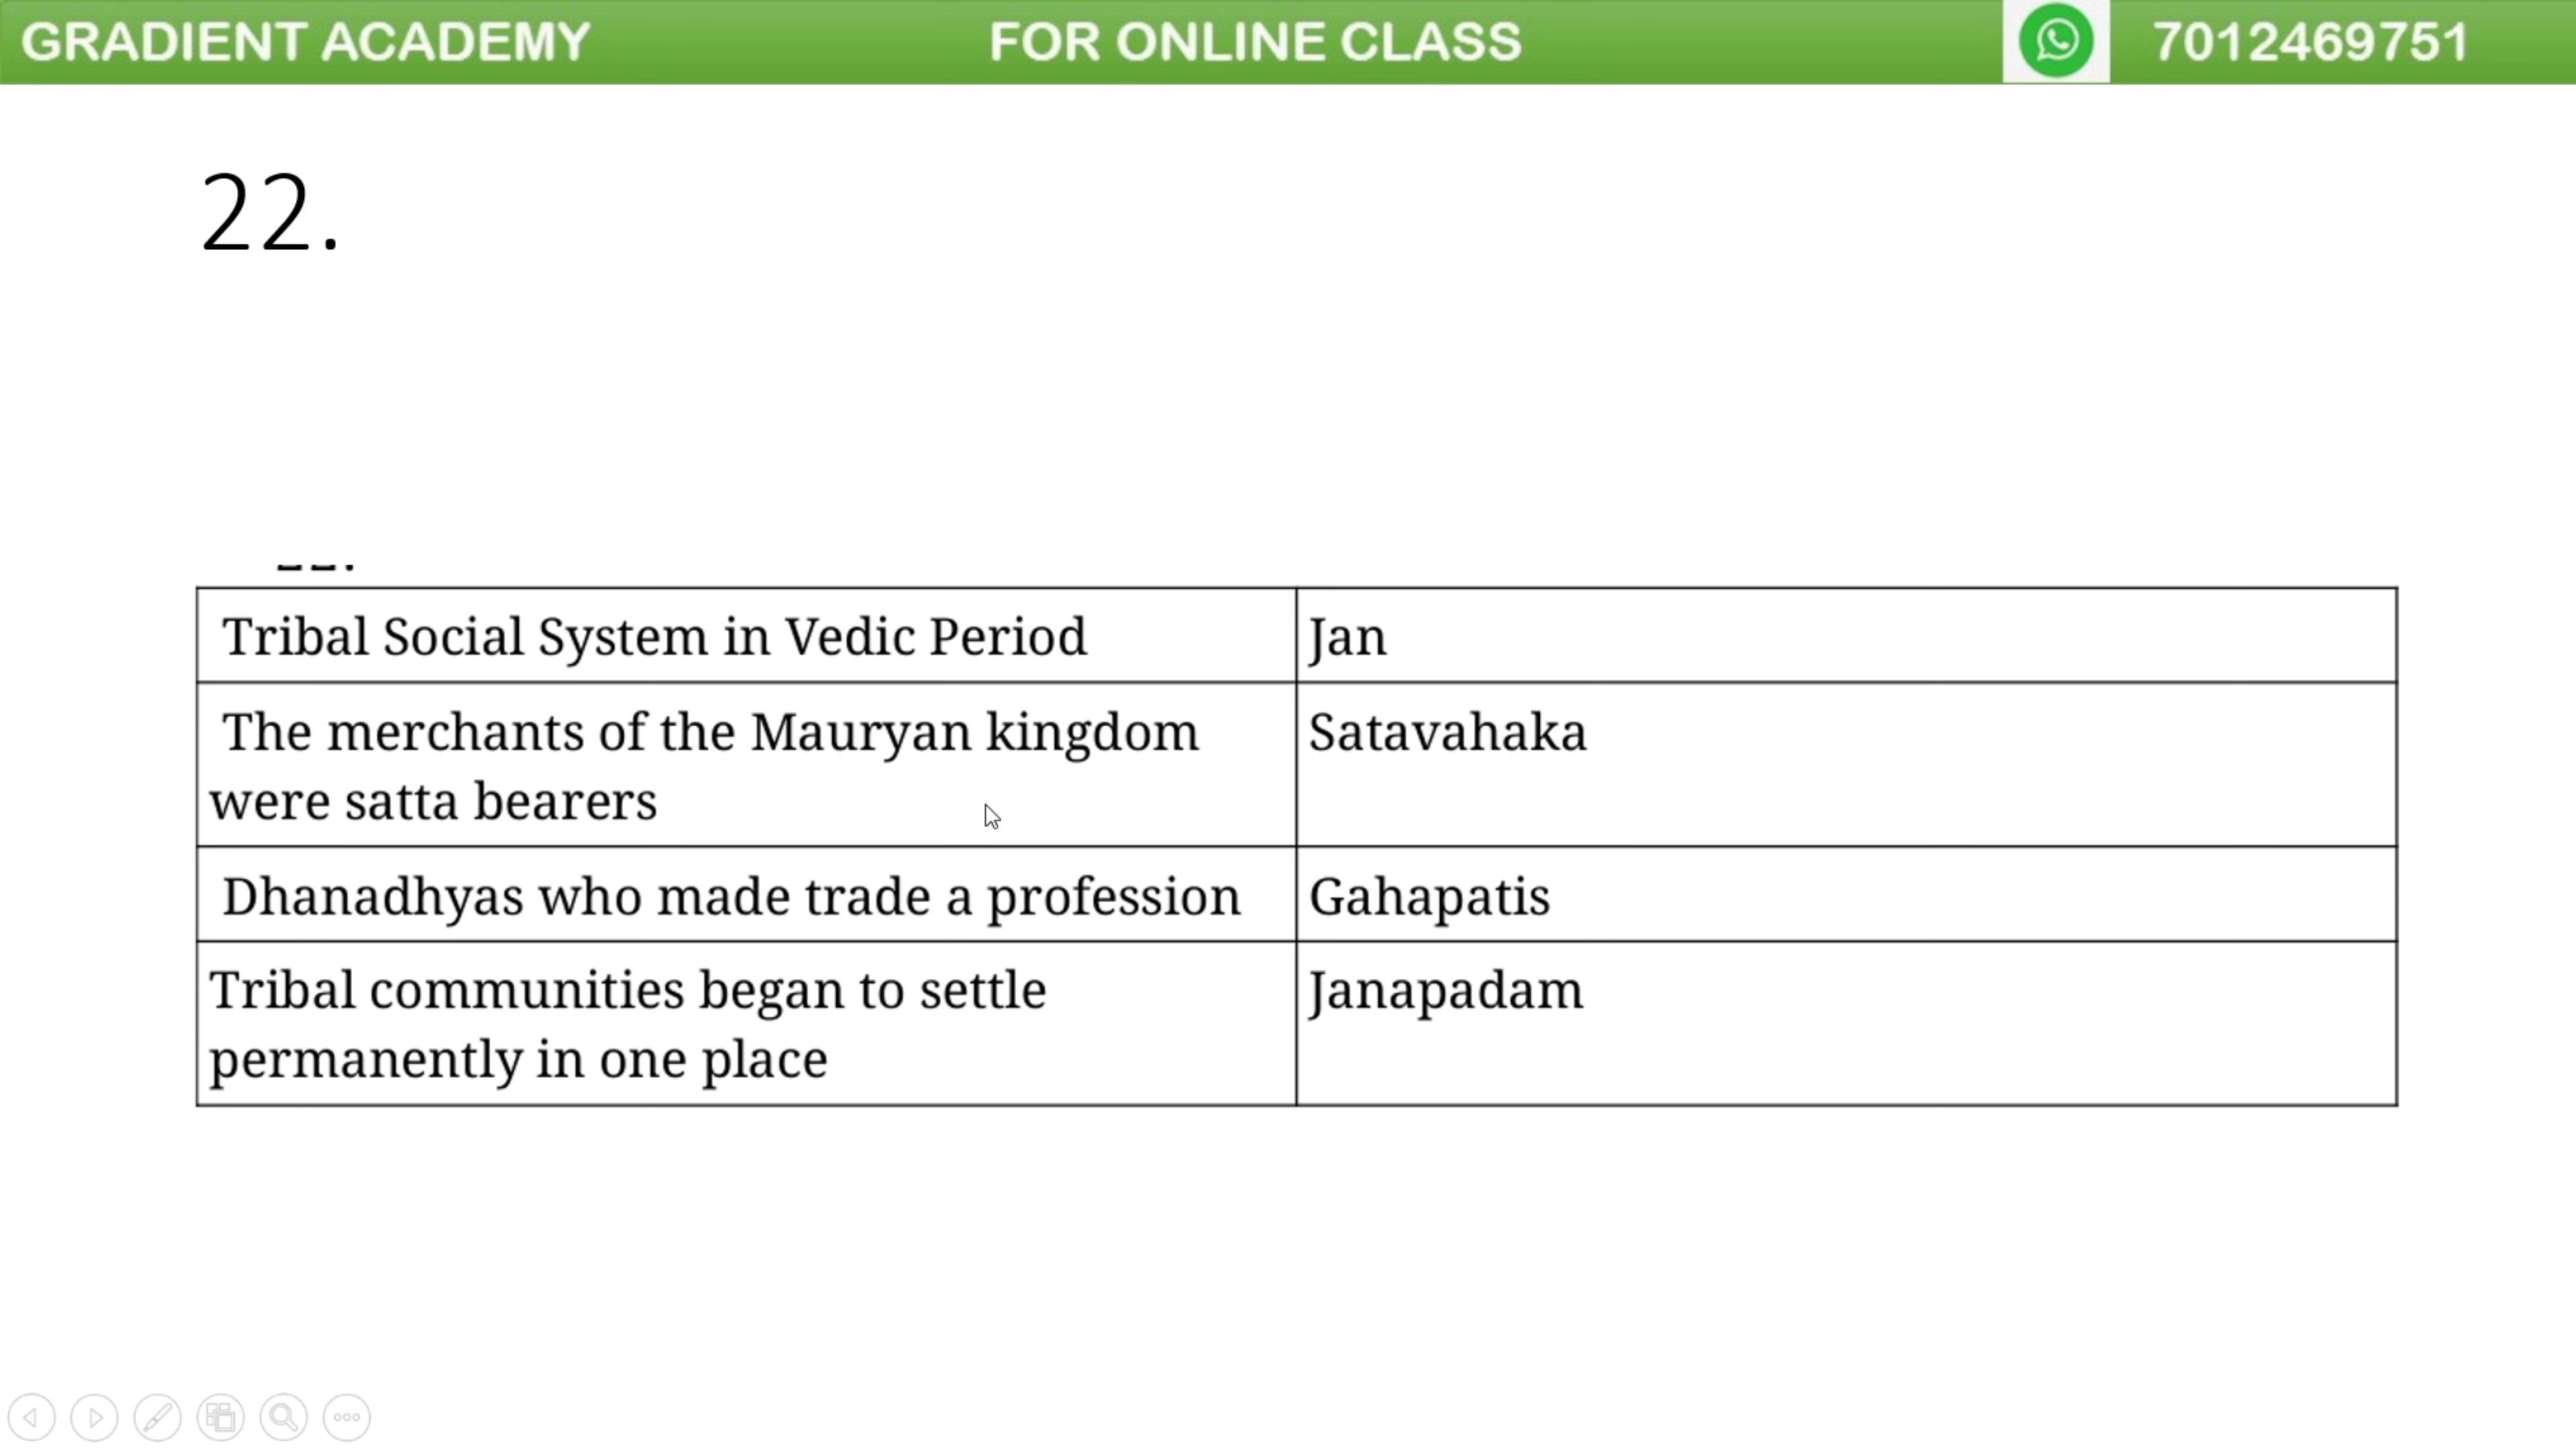 GRADIENT ACADEMY FOR ONLINE CLASS 7012469751
22.
Tribal Social System in Vedic Period Jan
The merchants of the Mauryan kingdom Satavahaka
were satta bearers
Dhanadhyas who made trade a profession Gahapatis
Tribal communities began to settle Janapadam
permanently in one place